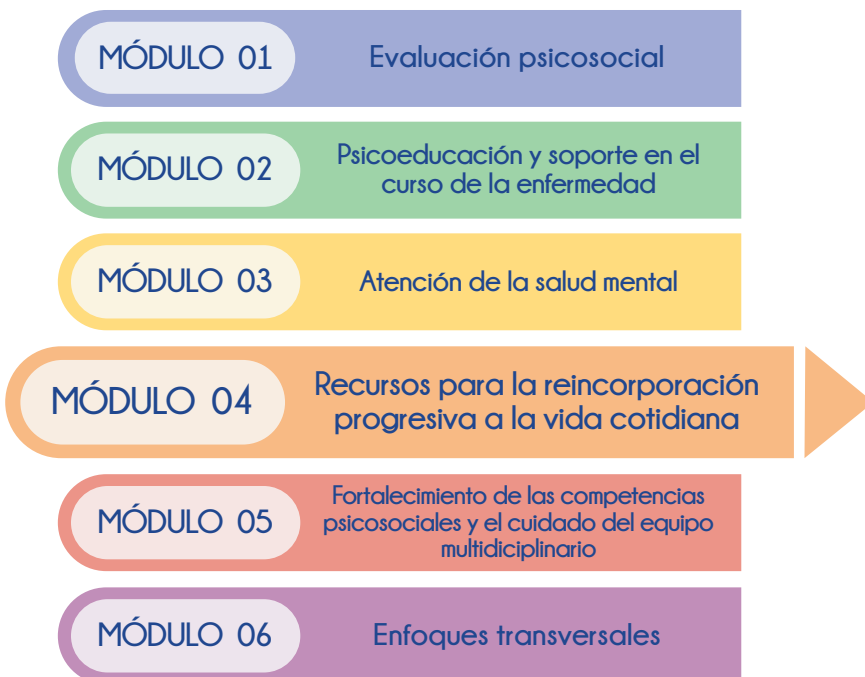 MÓDULO 01
Evaluación psicosocial
MÓDULO 02
Psicoeducación y soporte en el
curso de la enfermedad
MÓDULO 03
Atención de la salud mental
MÓDULO 04
Recursos para la reincorporación
progresiva a la vida cotidiana
MÓDULO 05
Fortalecimiento de las competencias
psicosociales y el cuidado del equipo
multidiciplinario
MÓDULO 06
Enfoques transversales